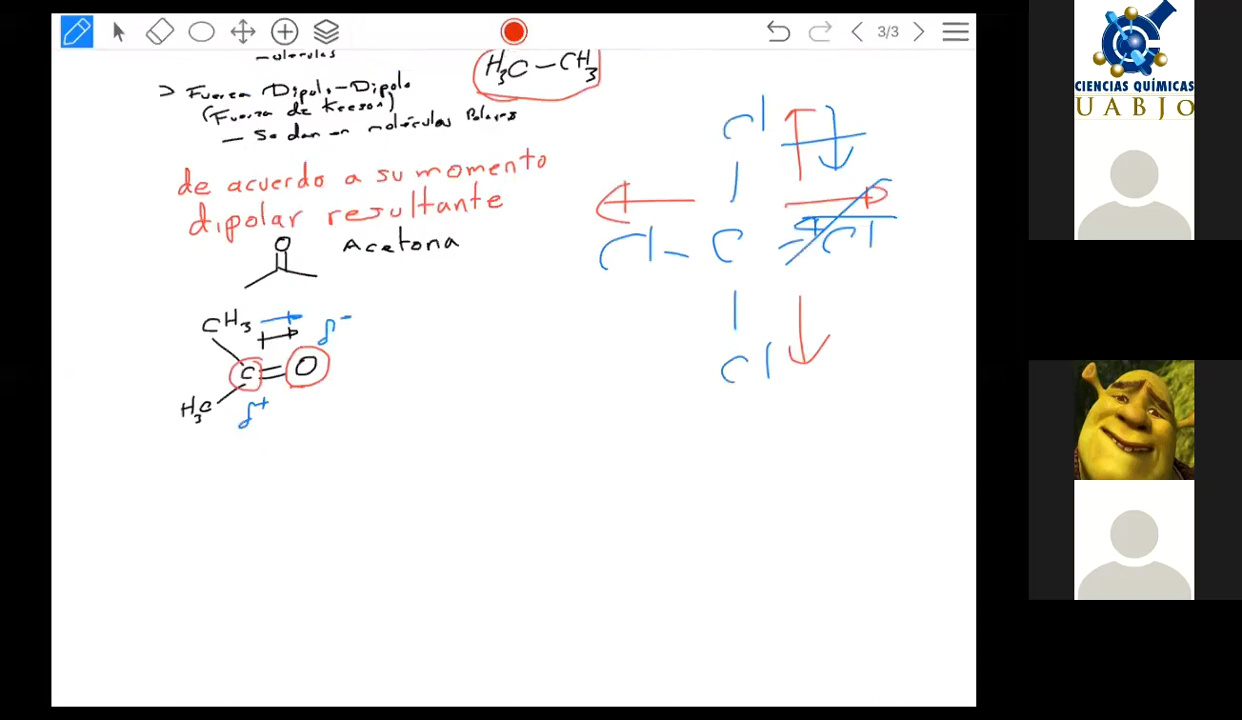 3/3
moléculas
> Fuerza Dipolo-Dipolo
(Fuerza de Keeson)
— Se dan en moléculas Polares
H3C — CH3
de acuerdo a su momento
dipolar resultante
O
Acetona
CH3
δ-
C=O
H3C
δ+
Cl
Cl - C - Cl
Cl
CIENCIAS QUÍMICAS
UABJO